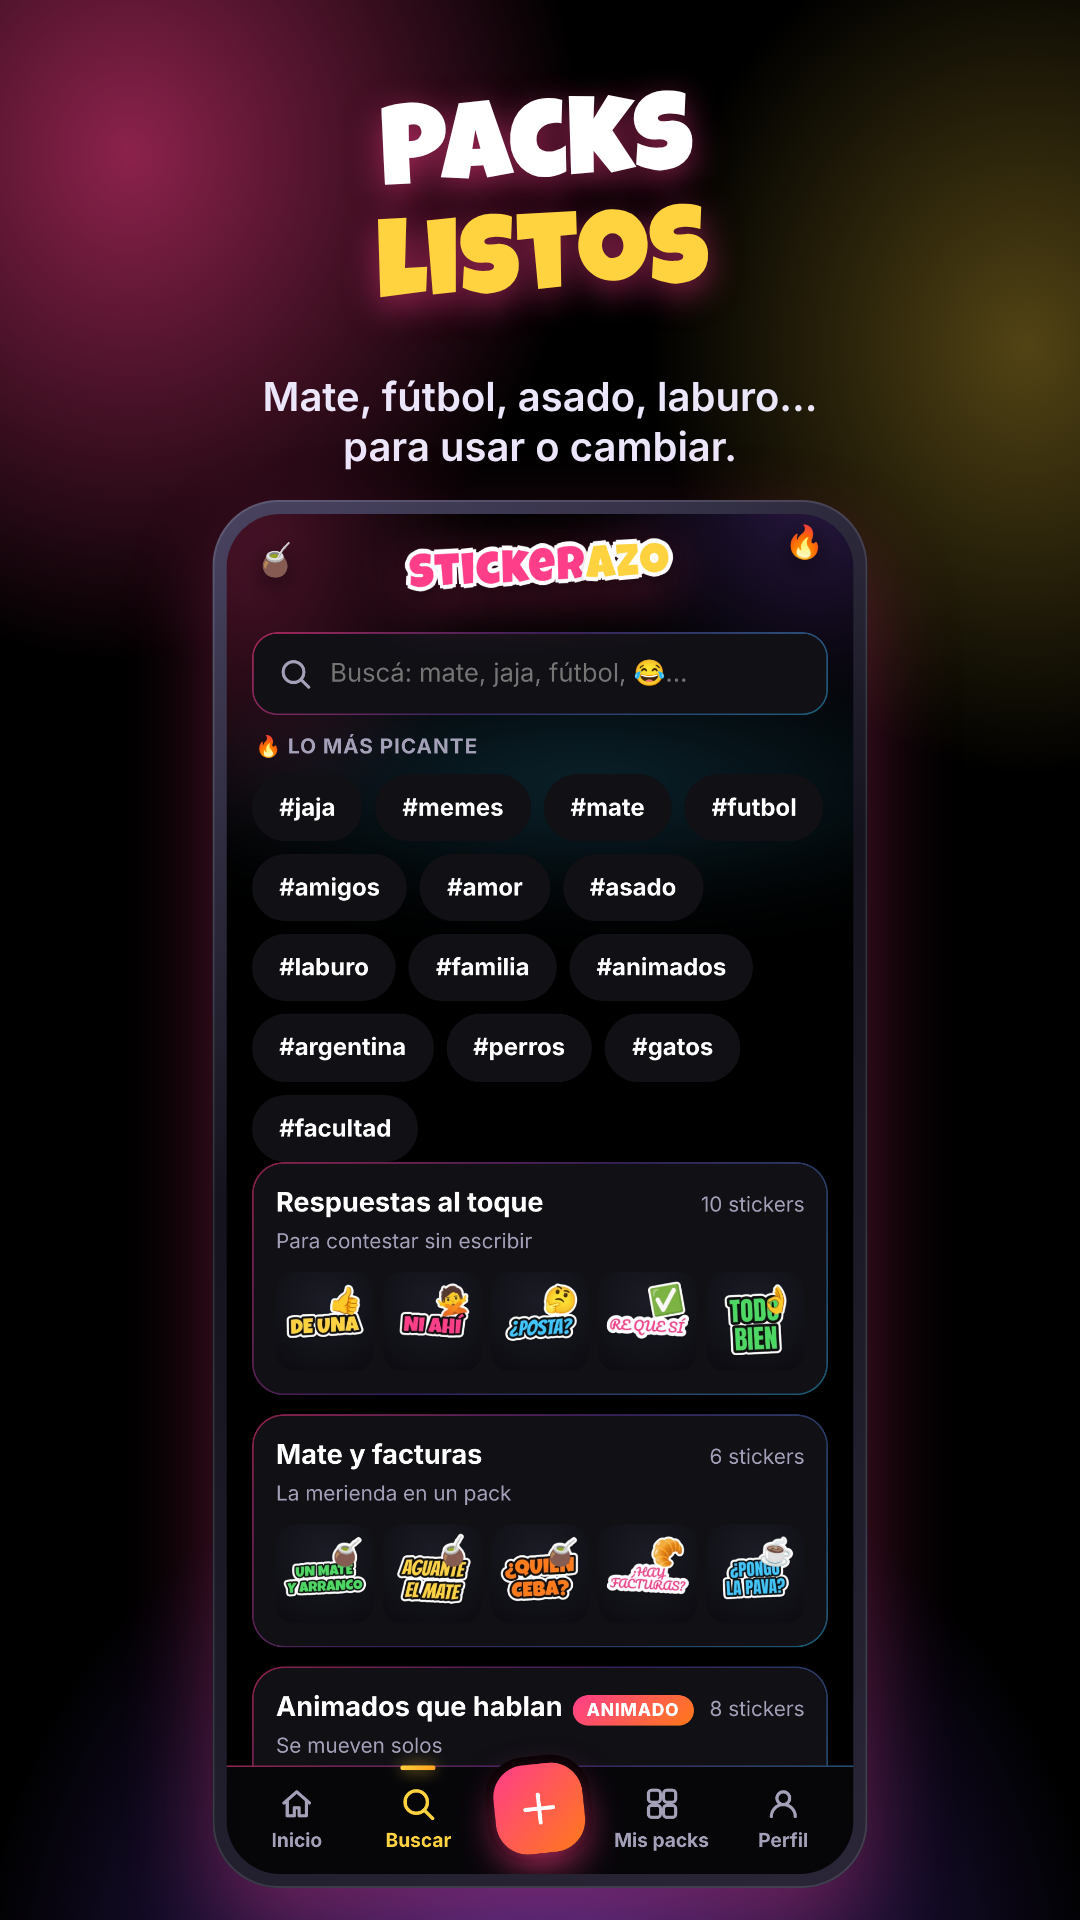 PACKS
LISTOS
Mate, fútbol, asado, laburo...
para usar o cambiar.
STICKERAZO
Buscá: mate, jaja, fútbol, 😂...
🔥 LO MÁS PICANTE
#jaja #memes #mate #futbol
#amigos #amor #asado
#laburo #familia #animados
#argentina #perros #gatos
#facultad
Respuestas al toque 10 stickers
Para contestar sin escribir
DE UNA NI AHÍ ¿POSTA? RE QUE SÍ TODO BIEN
Mate y facturas 6 stickers
La merienda en un pack
UN MATE Y ARRANCO AGUANTE EL MATE ¿QUIÉN CEBA? ¿HAY FACTURAS? ¿PONGO LA PAVA?
Animados que hablan ANIMADO 8 stickers
Se mueven solos
Inicio Buscar Mis packs Perfil